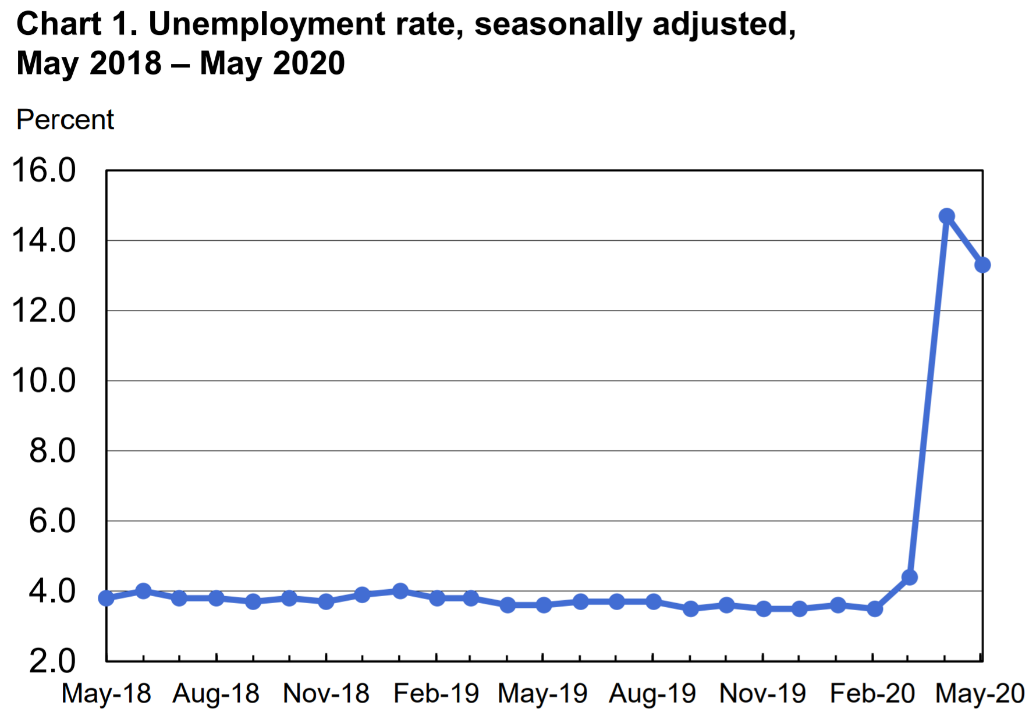 Chart 1. Unemployment rate, seasonally adjusted,
May 2018 – May 2020
Percent
16.0
14.0
12.0
10.0
8.0
6.0
4.0
2.0
May-18 Aug-18 Nov-18 Feb-19 May-19 Aug-19 Nov-19 Feb-20 May-20